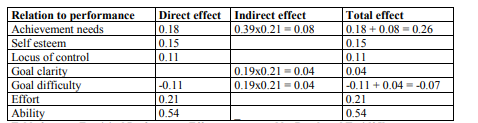 Relation to performance Direct effect Indirect effect Total effect
Achievement needs 0.18 0.39x0.21 = 0.08 0.18 + 0.08 = 0.26
Self esteem 0.15 0.15
Locus of control 0.11 0.11
Goal clarity 0.19x0.21 = 0.04 0.04
Goal difficulty -0.11 0.19x0.21 = 0.04 -0.11 + 0.04 = -0.07
Effort 0.21 0.21
Ability 0.54 0.54